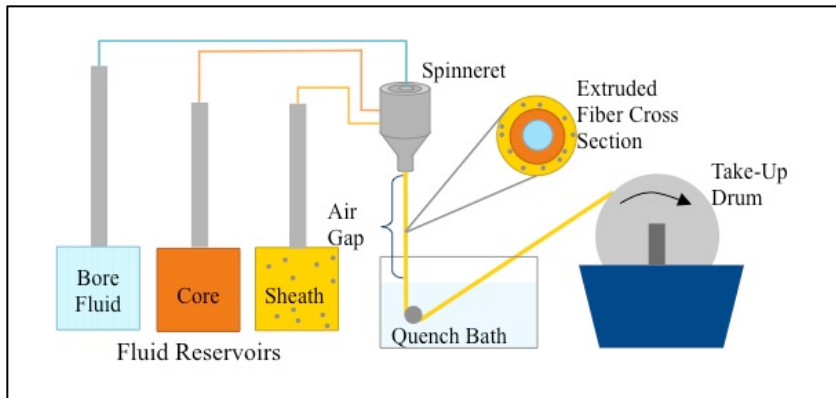 Spinneret
Extruded
Fiber Cross
Section
Take-Up
Drum
Air
Gap
Bore
Fluid
Core
Sheath
Quench Bath
Fluid Reservoirs